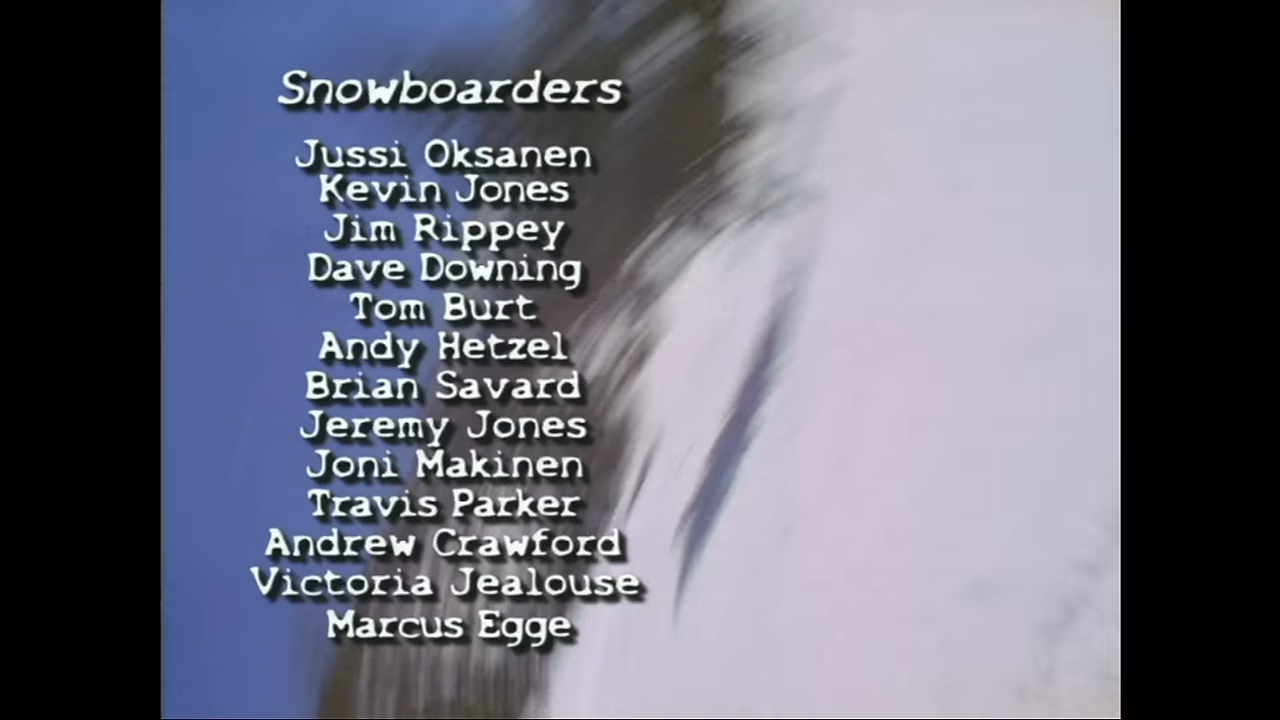 Snowboarders
Jussi Oksanen
Kevin Jones
Jim Rippey
Dave Downing
Tom Burt
Andy Hetzel
Brian Savard
Jeremy Jones
Joni Makinen
Travis Parker
Andrew Crawford
Victoria Jealouse
Marcus Egge